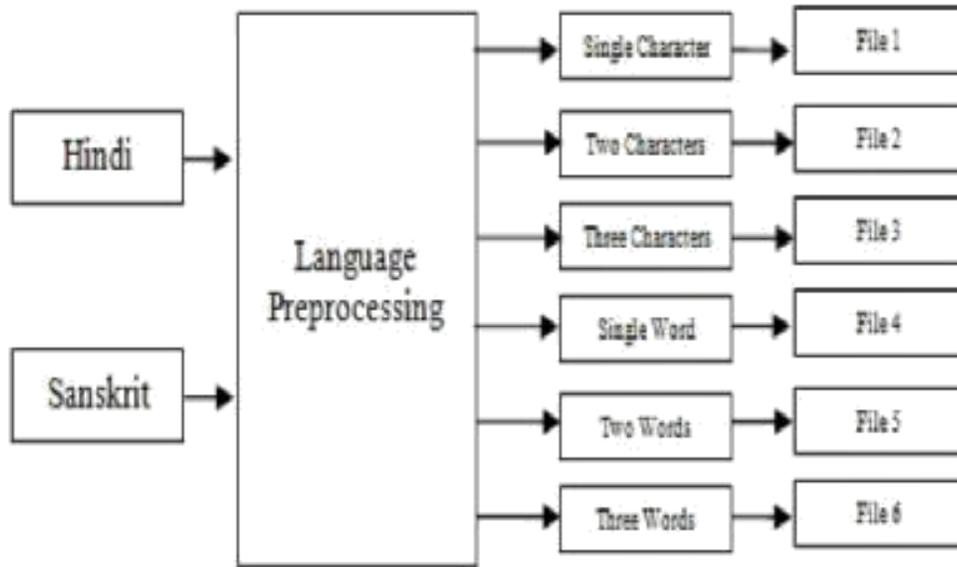 Hindi
Sanskrit
Language
Preprocessing
Single Character
File 1
Two Characters
File 2
Three Characters
File 3
Single Word
File 4
Two Words
File 5
Three Words
File 6